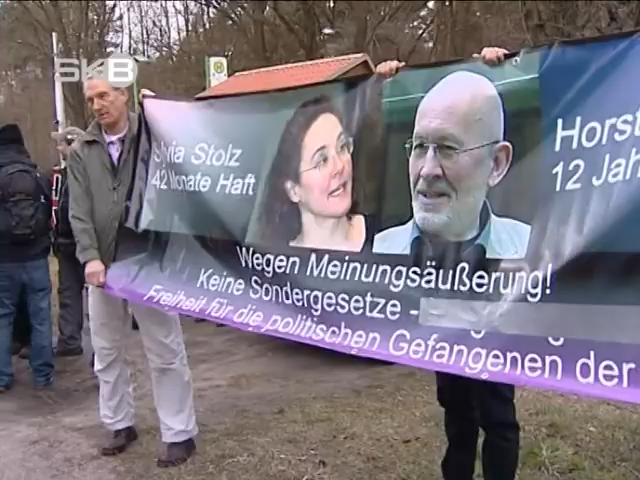 SKB
H
Sylvia Stolz
42 Monate Haft
Horst
12 Jah
Wegen Meinungsäußerung!
Keine Sondergesetze -
Freiheit für die politischen Gefangenen der